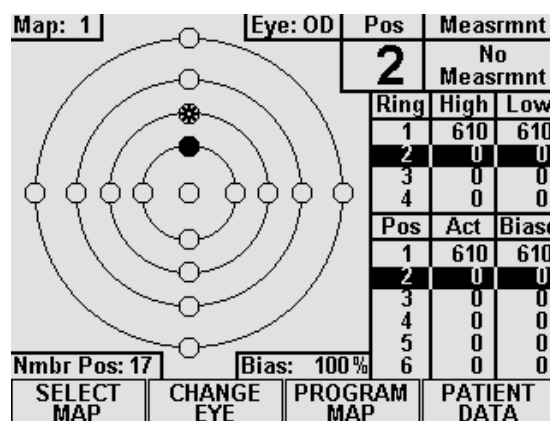 Map: 1
Eye: OD
Pos Measrmnt
2 No Measrmnt
Ring High Low
1 610 610
2 0 0
3 0 0
4 0 0
Pos Act Biase
1 610 610
2 0 0
3 0 0
4 0 0
5 0 0
6 0 0
Nmbr Pos: 17
Bias: 100%
SELECT MAP
CHANGE EYE
PROGRAM MAP
PATIENT DATA